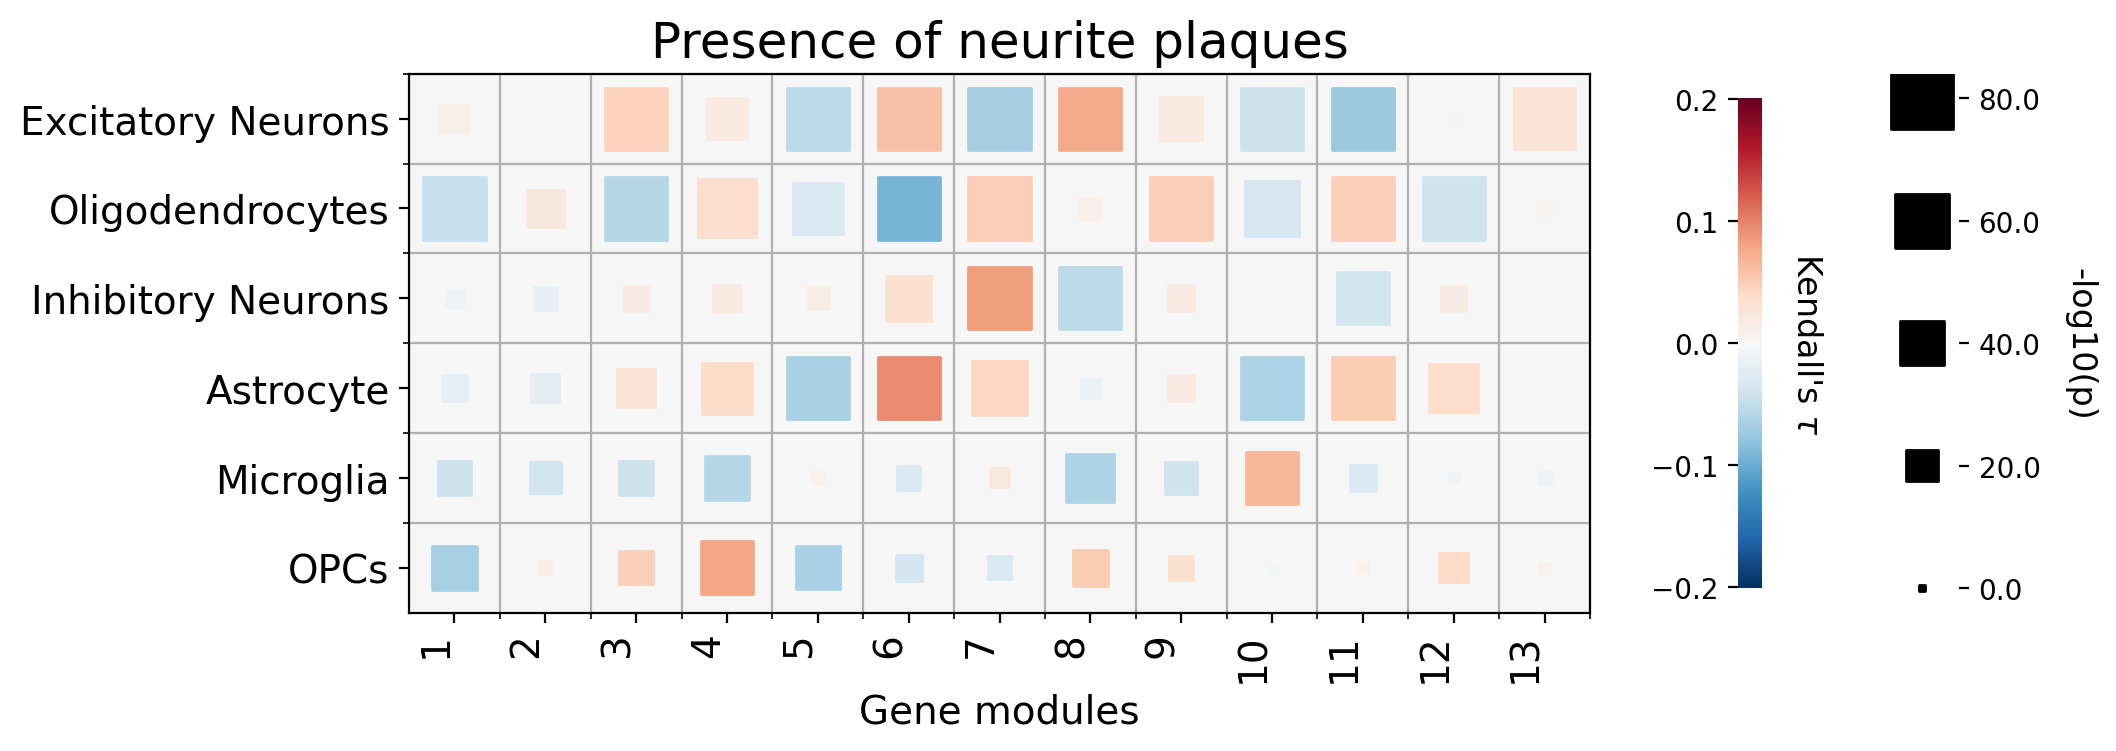 Presence of neurite plaques
Excitatory Neurons
Oligodendrocytes
Inhibitory Neurons
Astrocyte
Microglia
OPCs
1 2 3 4 5 6 7 8 9 10 11 12 13
Gene modules
0.2
0.1
0.0
−0.1
−0.2
Kendall's τ
80.0
60.0
40.0
20.0
0.0
-log10(p)